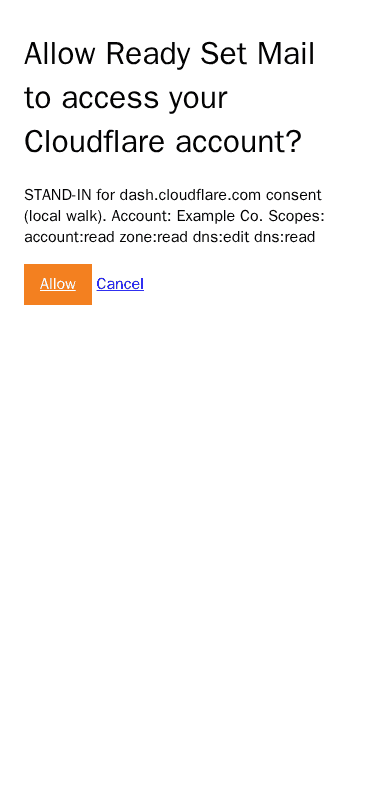 Allow Ready Set Mail
to access your
Cloudflare account?
STAND-IN for dash.cloudflare.com consent
(local walk). Account: Example Co. Scopes:
account:read zone:read dns:edit dns:read
Allow Cancel